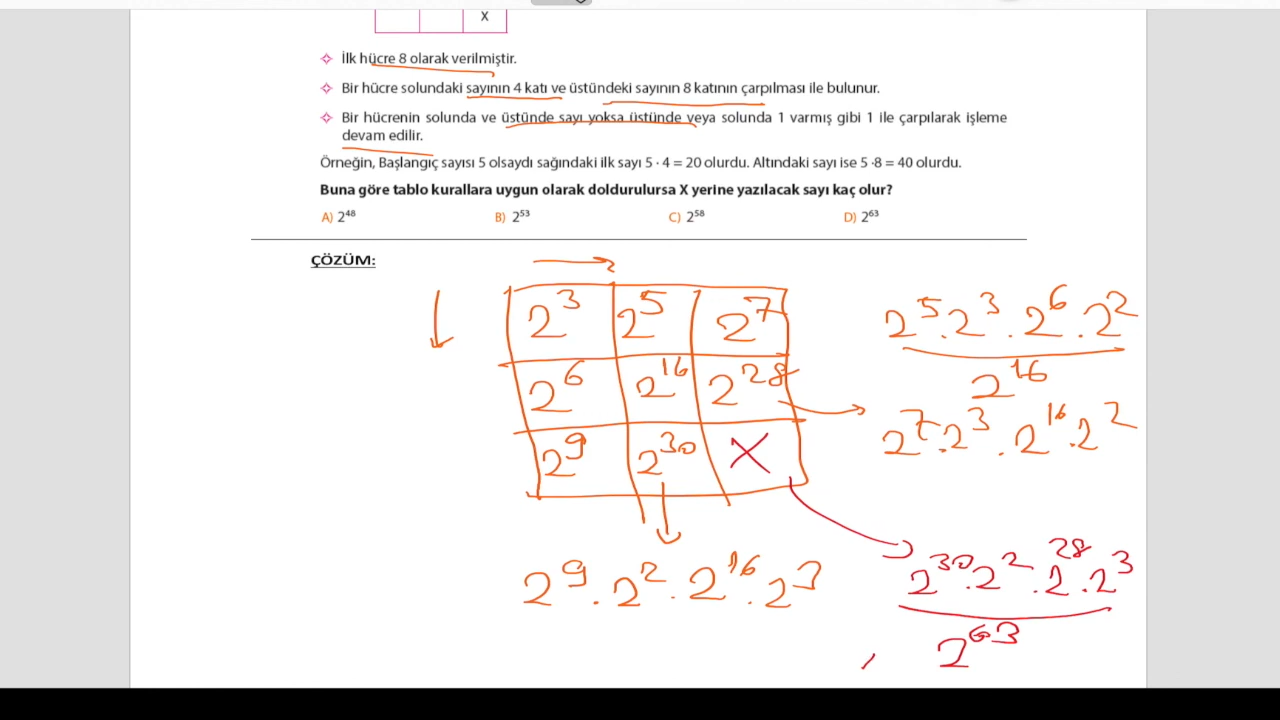 X
İlk hücre 8 olarak verilmiştir.
Bir hücre solundaki sayının 4 katı ve üstündeki sayının 8 katının çarpılması ile bulunur.
Bir hücrenin solunda ve üstünde sayı yoksa üstünde veya solunda 1 varmış gibi 1 ile çarpılarak işleme
devam edilir.
Örneğin, Başlangıç sayısı 5 olsaydı sağındaki ilk sayı 5 · 4 = 20 olurdu. Altındaki sayı ise 5 ·8 = 40 olurdu.
Buna göre tablo kurallara uygun olarak doldurulursa X yerine yazılacak sayı kaç olur?
A) 2⁴⁸ B) 2⁵³ C) 2⁵⁸ D) 2⁶³
ÇÖZÜM:
2³ 2⁵ 2⁷
2⁶ 2¹⁶ 2²⁸
2⁹ 2³⁰ X
2⁵.2³.2⁶.2²
2¹⁶
2⁷.2³.2¹⁶.2²
2⁹.2².2¹⁶.2³
2³⁰.2².2²⁸.2³
2⁶³